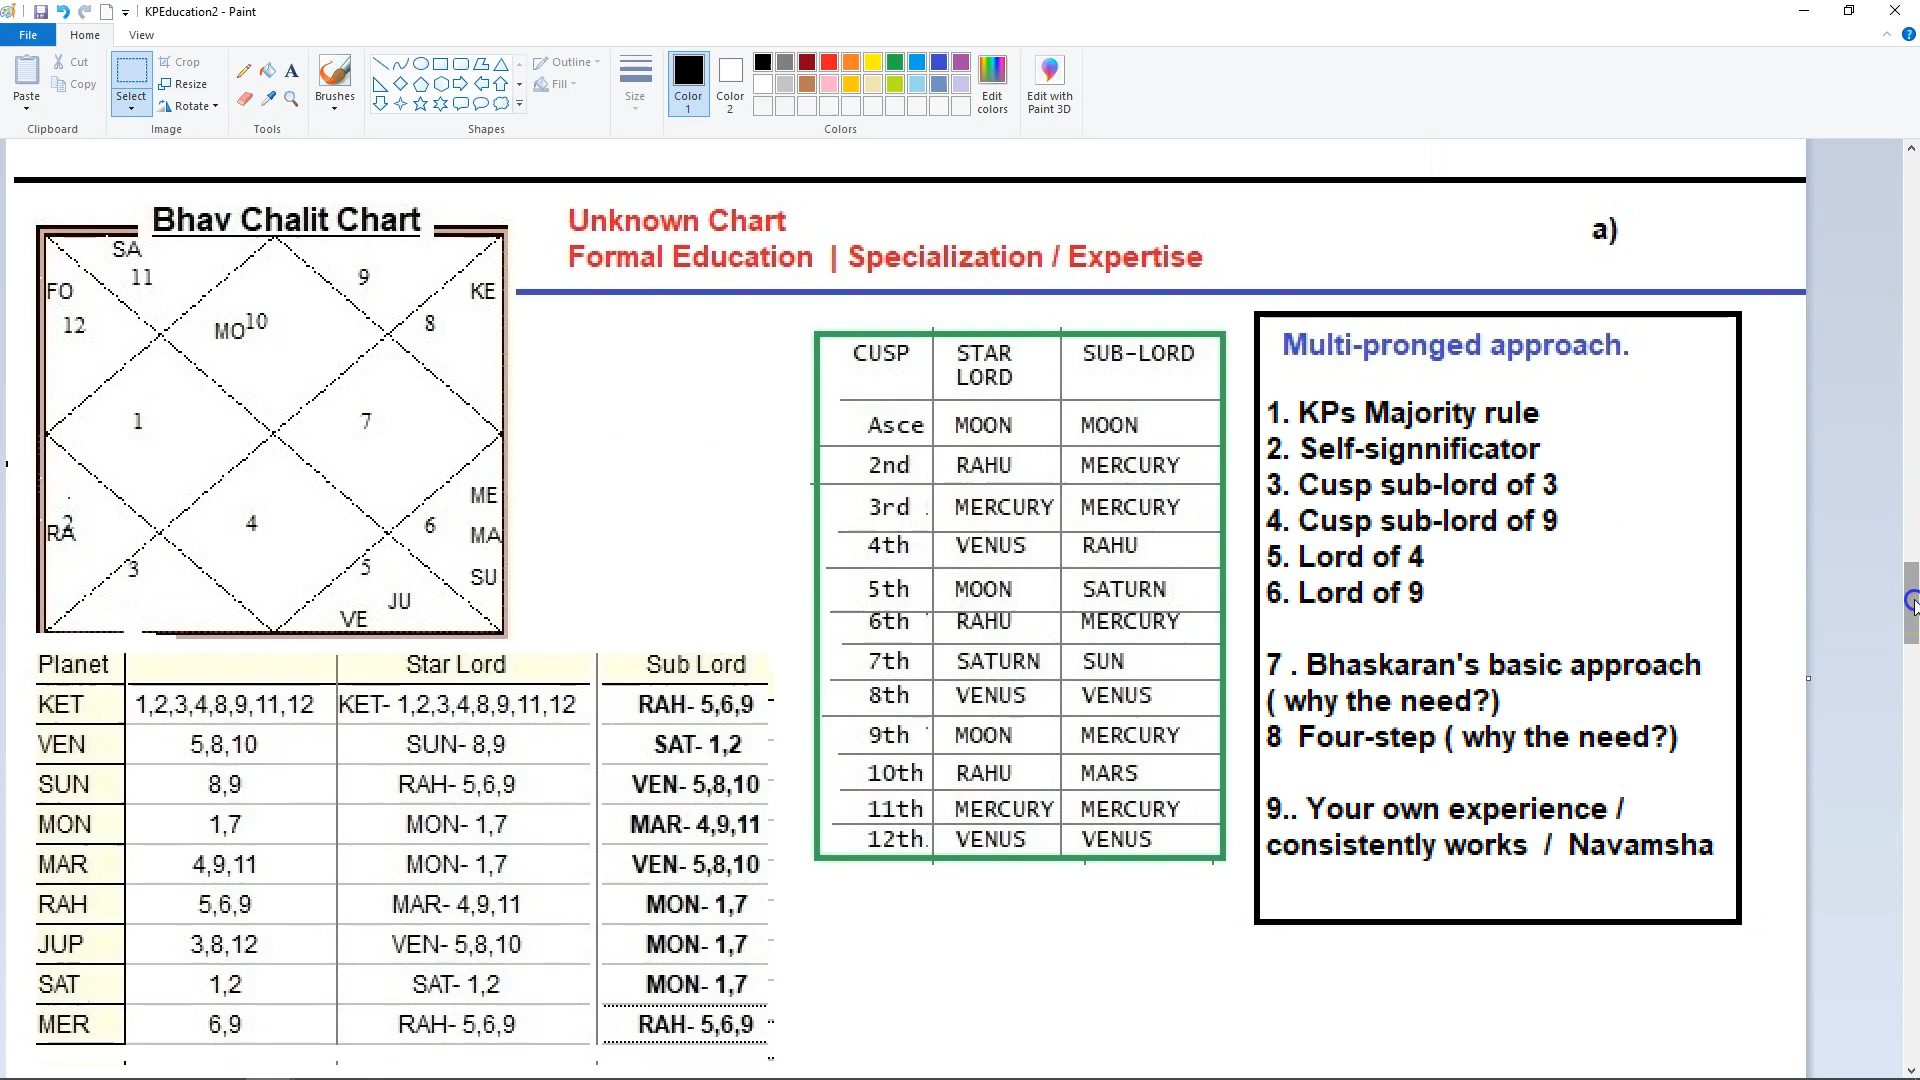 KPEducation2 - Paint
File
Home
View
Paste
Cut
Copy
Clipboard
Select
Crop
Resize
Rotate
Image
Tools
Brushes
Outline
Fill
Shapes
Size
Color
1
Color
2
Edit
colors
Edit with
Paint 3D
Colors
Bhav Chalit Chart
SA
11
9
FO
KE
12
MO
10
8
1
7
ME
2
RA
4
6
MA
3
5
SU
JU
VE
Unknown Chart
Formal Education | Specialization / Expertise
a)
Planet Star Lord Sub Lord
KET 1,2,3,4,8,9,11,12 KET- 1,2,3,4,8,9,11,12 RAH- 5,6,9
VEN 5,8,10 SUN- 8,9 SAT- 1,2
SUN 8,9 RAH- 5,6,9 VEN- 5,8,10
MON 1,7 MON- 1,7 MAR- 4,9,11
MAR 4,9,11 MON- 1,7 VEN- 5,8,10
RAH 5,6,9 MAR- 4,9,11 MON- 1,7
JUP 3,8,12 VEN- 5,8,10 MON- 1,7
SAT 1,2 SAT- 1,2 MON- 1,7
MER 6,9 RAH- 5,6,9 RAH- 5,6,9
CUSP STAR LORD SUB-LORD
Asce MOON MOON
2nd RAHU MERCURY
3rd MERCURY MERCURY
4th VENUS RAHU
5th MOON SATURN
6th RAHU MERCURY
7th SATURN SUN
8th VENUS VENUS
9th MOON MERCURY
10th RAHU MARS
11th MERCURY MERCURY
12th VENUS VENUS
Multi-pronged approach.
1. KPs Majority rule
2. Self-signnificator
3. Cusp sub-lord of 3
4. Cusp sub-lord of 9
5. Lord of 4
6. Lord of 9
7 . Bhaskaran's basic approach
( why the need?)
8 Four-step ( why the need?)
9.. Your own experience /
consistently works / Navamsha